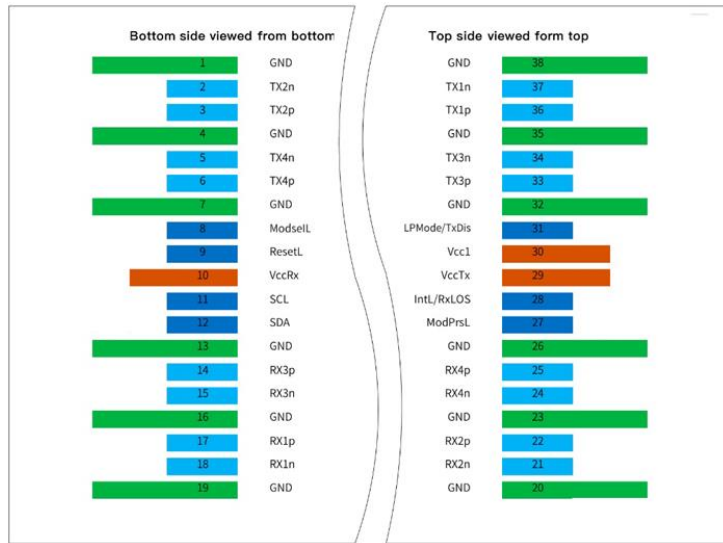 Bottom side viewed from bottom
1 GND
2 TX2n
3 TX2p
4 GND
5 TX4n
6 TX4p
7 GND
8 ModseIL
9 ResetL
10 VccRx
11 SCL
12 SDA
13 GND
14 RX3p
15 RX3n
16 GND
17 RX1p
18 RX1n
19 GND
Top side viewed form top
GND 38
TX1n 37
TX1p 36
GND 35
TX3n 34
TX3p 33
GND 32
LPMode/TxDis 31
Vcc1 30
VccTx 29
IntL/RxLOS 28
ModPrsL 27
GND 26
RX4p 25
RX4n 24
GND 23
RX2p 22
RX2n 21
GND 20